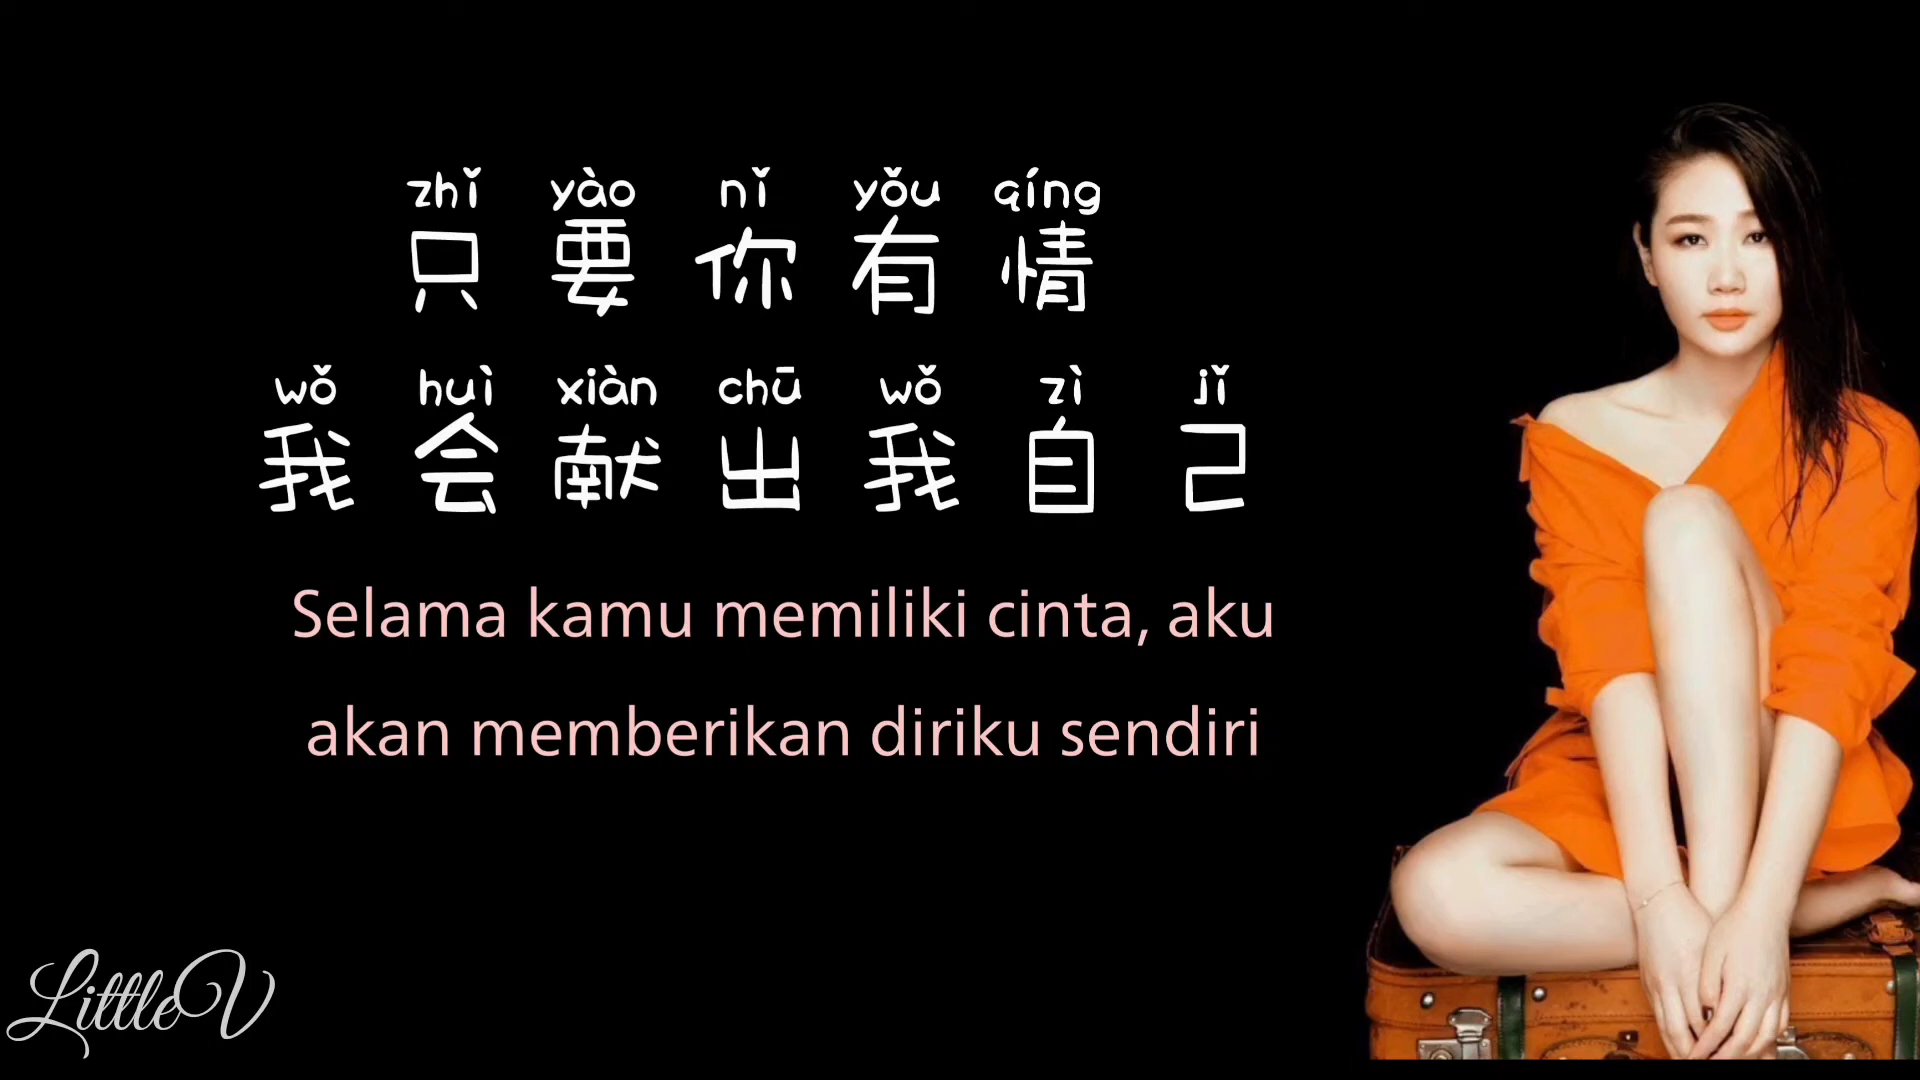 zhǐ yào nǐ yǒu qíng
只要你有情
wǒ huì xiàn chū wǒ zì jǐ
我会献出我自己
Selama kamu memiliki cinta, aku
akan memberikan diriku sendiri
LittleV